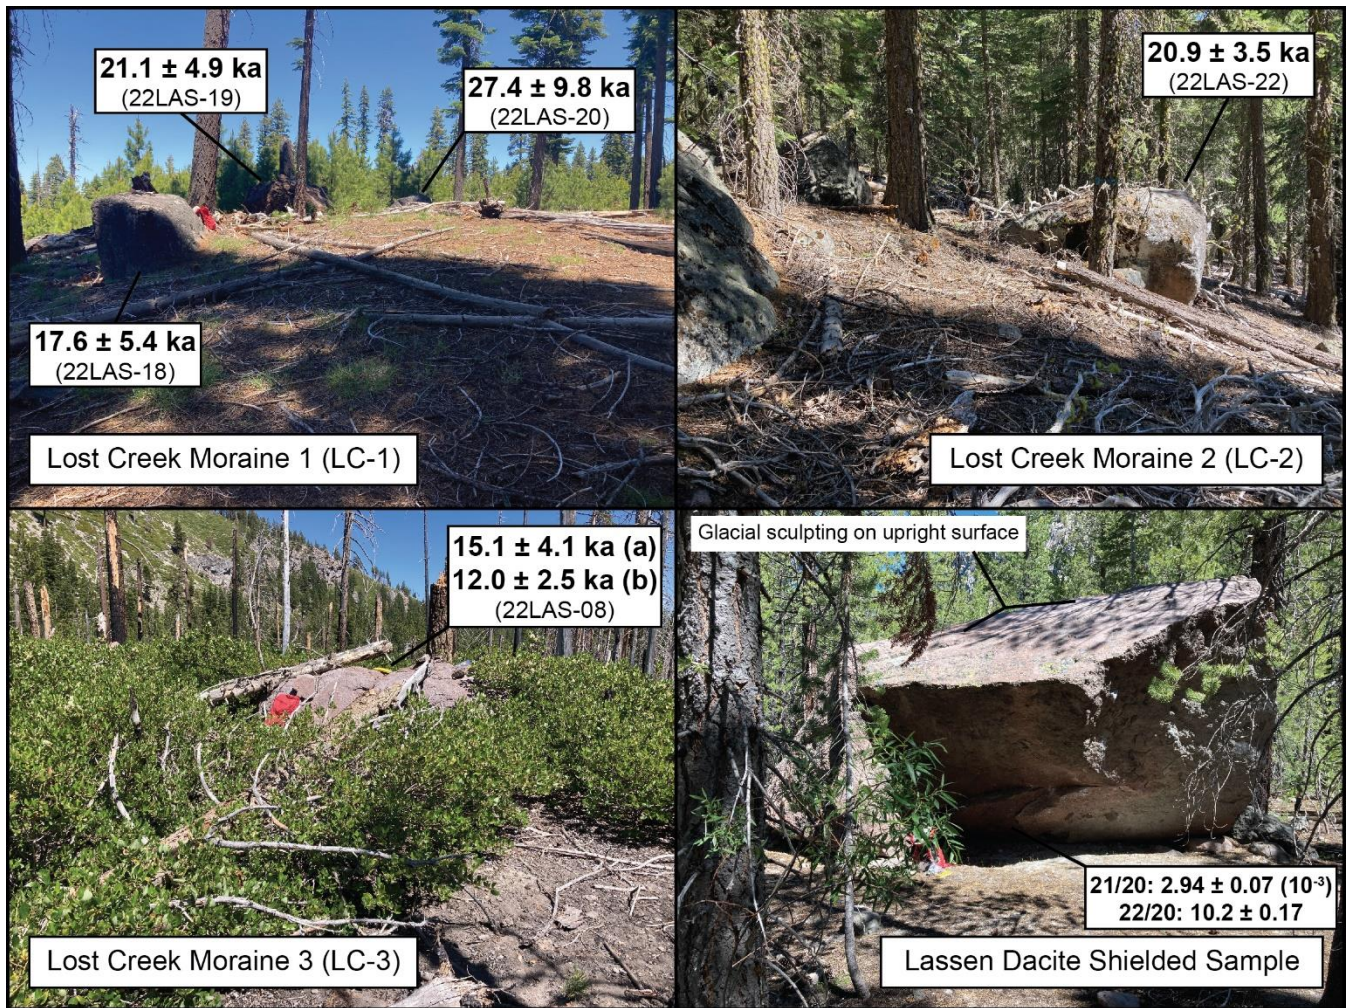 21.1 ± 4.9 ka
(22LAS-19)
27.4 ± 9.8 ka
(22LAS-20)
17.6 ± 5.4 ka
(22LAS-18)
Lost Creek Moraine 1 (LC-1)
20.9 ± 3.5 ka
(22LAS-22)
Lost Creek Moraine 2 (LC-2)
15.1 ± 4.1 ka (a)
12.0 ± 2.5 ka (b)
(22LAS-08)
Lost Creek Moraine 3 (LC-3)
Glacial sculpting on upright surface
21/20: 2.94 ± 0.07 (10⁻³)
22/20: 10.2 ± 0.17
Lassen Dacite Shielded Sample